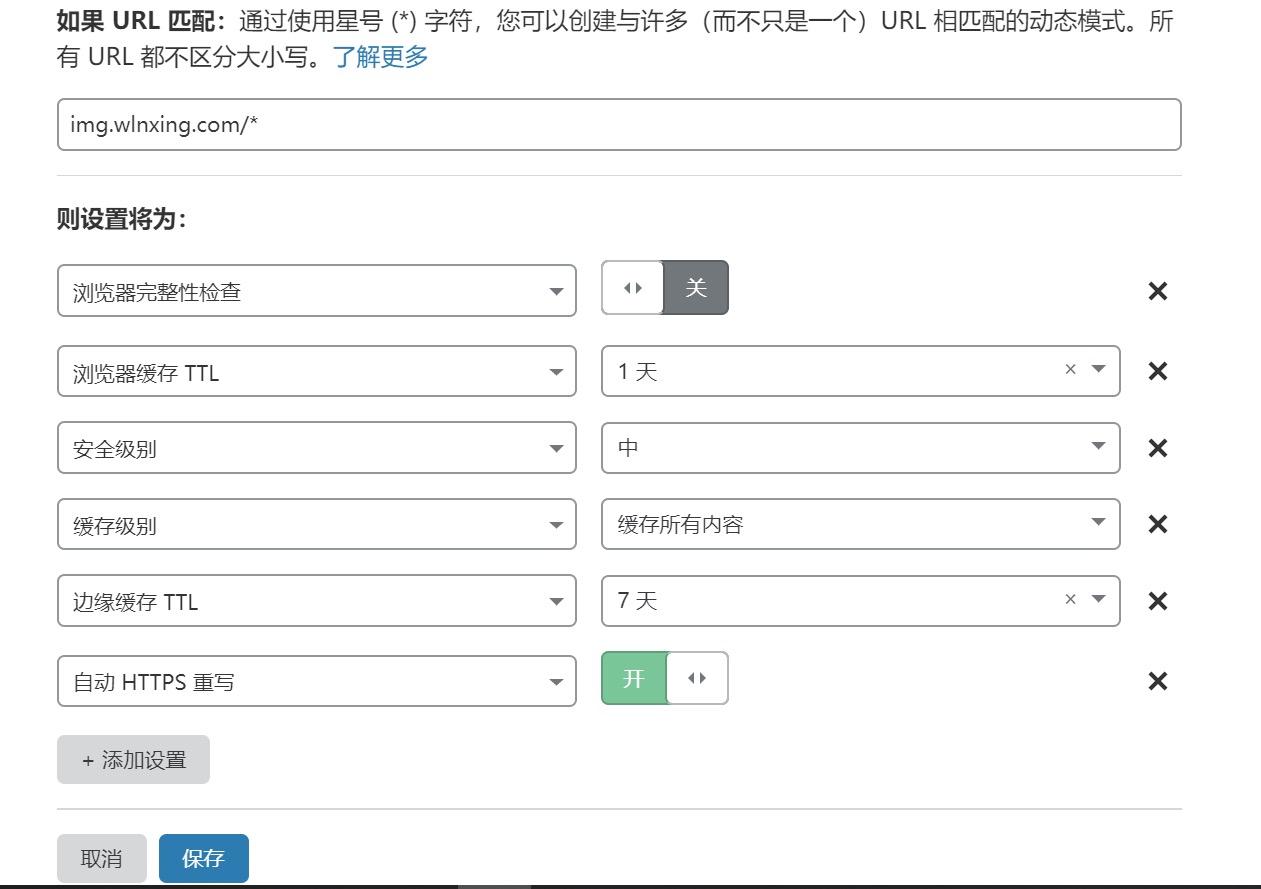 如果 URL 匹配：通过使用星号 (*) 字符，您可以创建与许多（而不只是一个）URL 相匹配的动态模式。所
有 URL 都不区分大小写。了解更多
img.wlnxing.com/*
则设置将为：
浏览器完整性检查 关
浏览器缓存 TTL 1 天 ×
安全级别 中
缓存级别 缓存所有内容
边缘缓存 TTL 7 天 ×
自动 HTTPS 重写 开
+ 添加设置
取消 保存